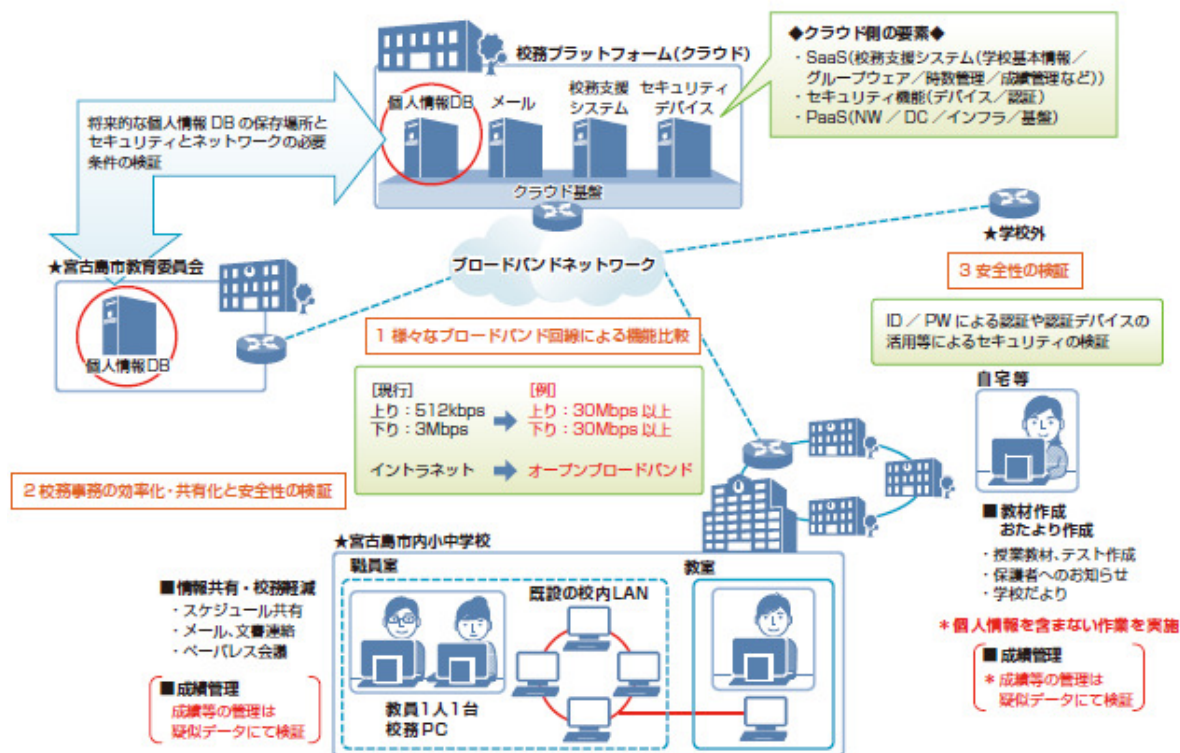 校務プラットフォーム(クラウド)
個人情報DB
メール
校務支援
システム
セキュリティ
デバイス
クラウド基盤
◆クラウド側の要素◆
・SaaS(校務支援システム(学校基本情報／
グループウェア／時数管理／成績管理など))
・セキュリティ機能(デバイス／認証)
・PaaS(NW ／ DC ／インフラ／基盤)
将来的な個人情報 DB の保存場所と
セキュリティとネットワークの必要
条件の検証
★宮古島市教育委員会
個人情報 DB
ブロードバンドネットワーク
★学校外
3 安全性の検証
ID ／ PW による認証や認証デバイスの
活用等によるセキュリティの検証
自宅等
1 様々なブロードバンド回線による機能比較
[現行]
上り：512kbps
下り：3Mbps
[例]
上り：30Mbps 以上
下り：30Mbps 以上
イントラネット
オープンブロードバンド
2 校務事務の効率化・共有化と安全性の検証
■教材作成
おたより作成
・授業教材、テスト作成
・保護者へのお知らせ
・学校だより
＊個人情報を含まない作業を実施
■成績管理
＊成績等の管理は
疑似データにて検証
★宮古島市内小中学校
職員室
既設の校内LAN
教員1人1台
校務PC
教室
■情報共有・校務軽減
・スケジュール共有
・メール、文書連絡
・ペーパレス会議
■成績管理
成績等の管理は
疑似データにて検証